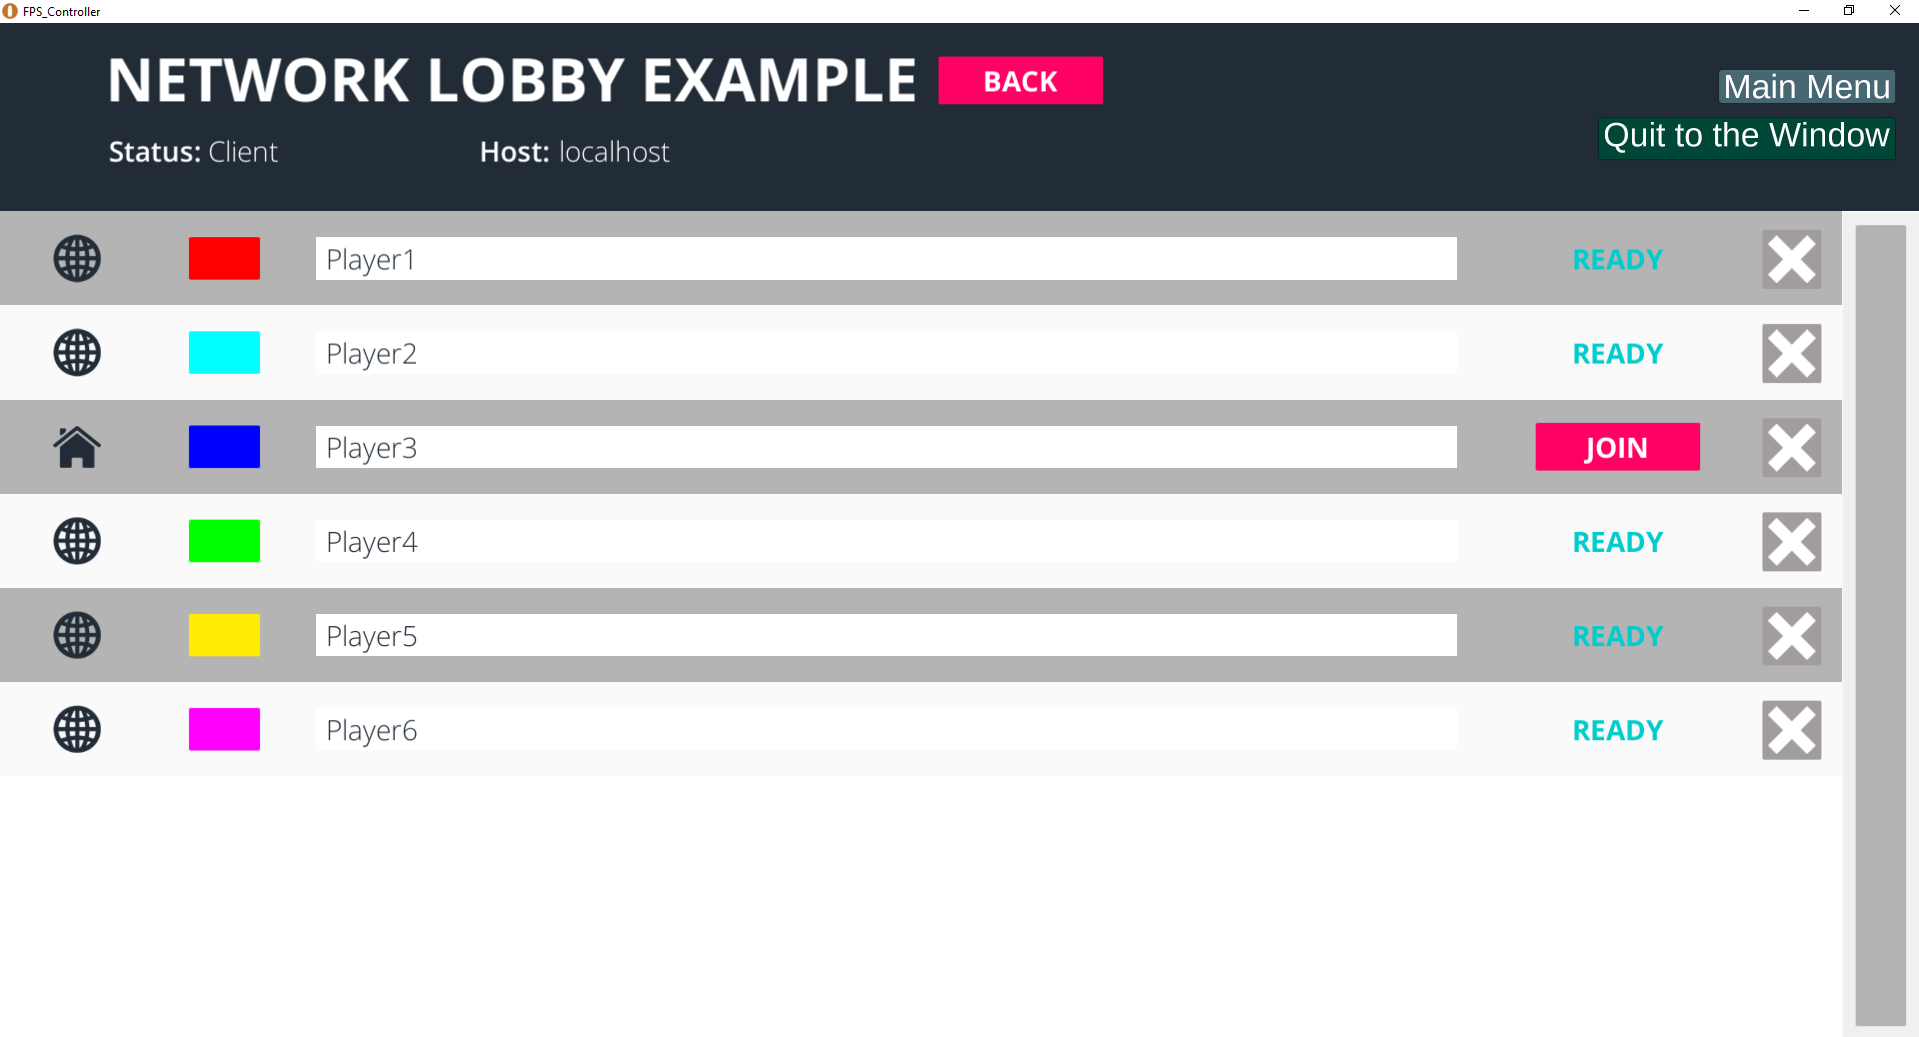 FPS_Controller
NETWORK LOBBY EXAMPLE BACK
Main Menu
Quit to the Window
Status: Client Host: localhost
Player1 READY
Player2 READY
Player3 JOIN
Player4 READY
Player5 READY
Player6 READY